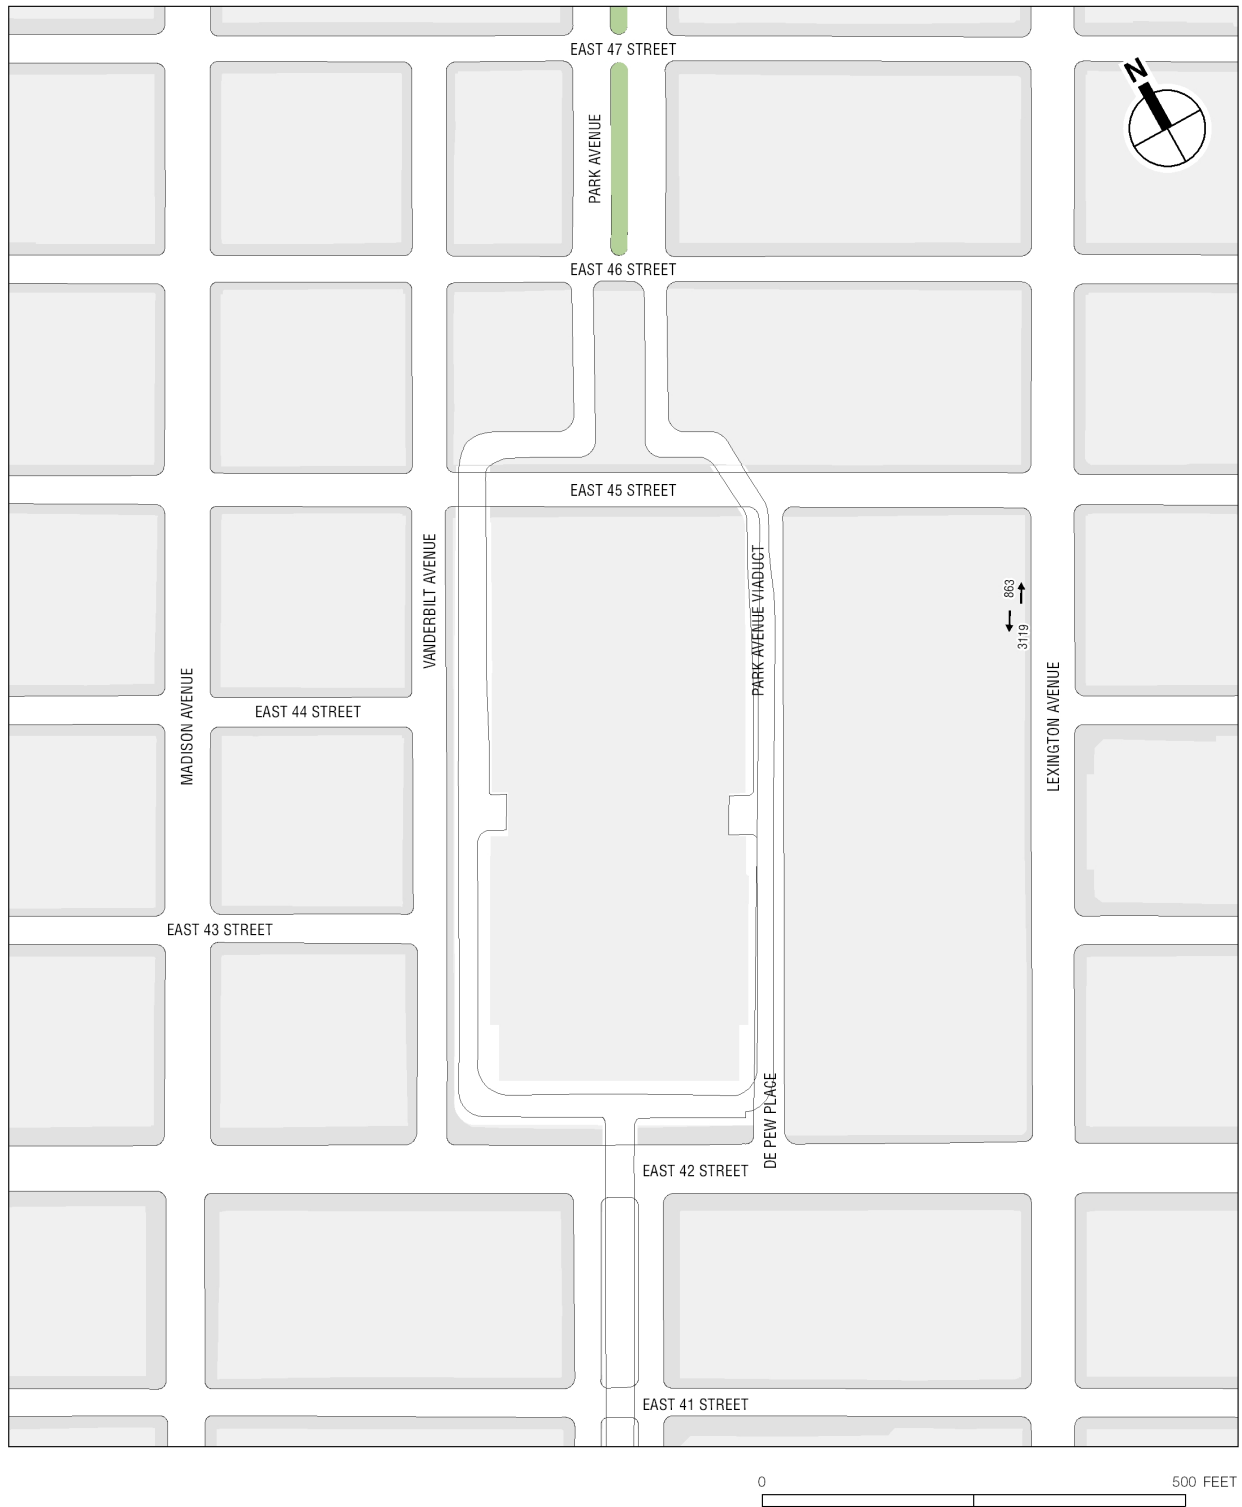 EAST 47 STREET
N
PARK AVENUE
EAST 46 STREET
EAST 45 STREET
VANDERBILT AVENUE
PARK AVENUE VIADUCT
863
3119
MADISON AVENUE
LEXINGTON AVENUE
EAST 44 STREET
EAST 43 STREET
DE PEW PLACE
EAST 42 STREET
EAST 41 STREET
0
500 FEET